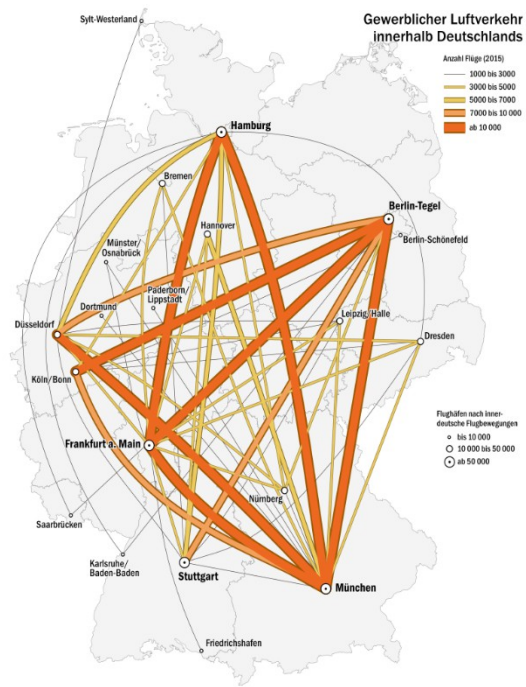 Sylt-Westerland
Gewerblicher Luftverkehr
innerhalb Deutschlands
Anzahl Flüge (2015)
1000 bis 3000
3000 bis 5000
5000 bis 7000
7000 bis 10 000
ab 10 000
Hamburg
Bremen
Berlin-Tegel
Hannover
Berlin-Schönefeld
Münster/
Osnabrück
Paderborn/
Lippstadt
Dortmund
Düsseldorf
Leipzig/Halle
Dresden
Köln/Bonn
Flughäfen nach inner-
deutsche Flugbewegungen
bis 10 000
10 000 bis 50 000
ab 50 000
Frankfurt a. Main
Nürnberg
Saarbrücken
Karlsruhe/
Baden-Baden
Stuttgart
München
Friedrichshafen